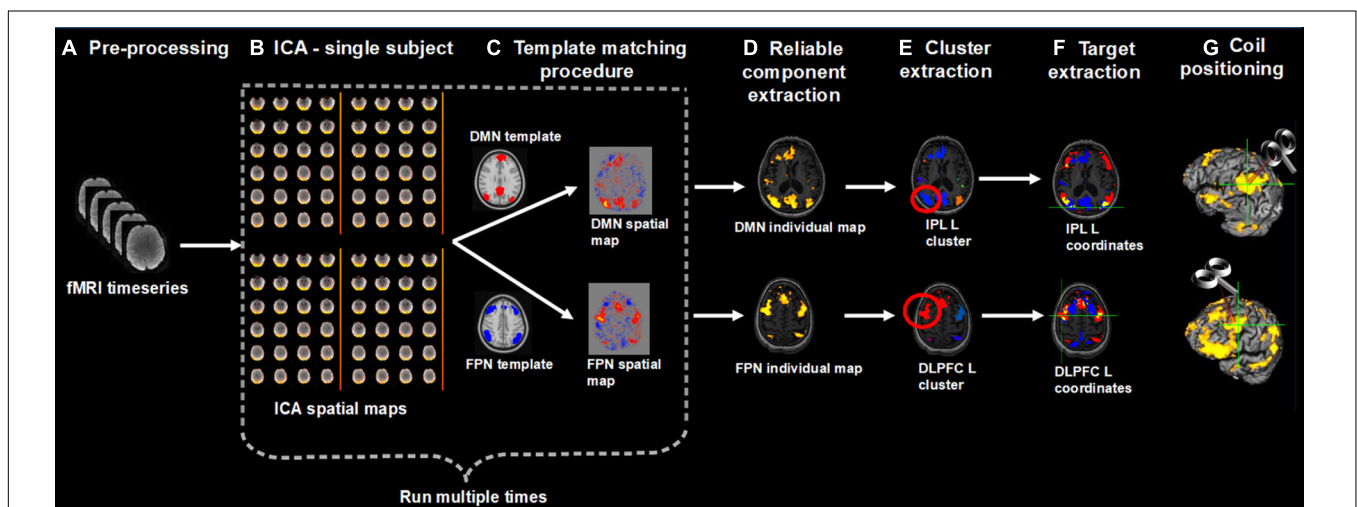 A Pre-processing
B ICA - single subject
C Template matching
procedure
D Reliable
component
extraction
E Cluster
extraction
F Target
extraction
G Coil
positioning
fMRI timeseries
ICA spatial maps
DMN template
DMN spatial
map
FPN template
FPN spatial
map
DMN individual map
FPN individual map
IPL L
cluster
DLPFC L
cluster
IPL L
coordinates
DLPFC L
coordinates
Run multiple times